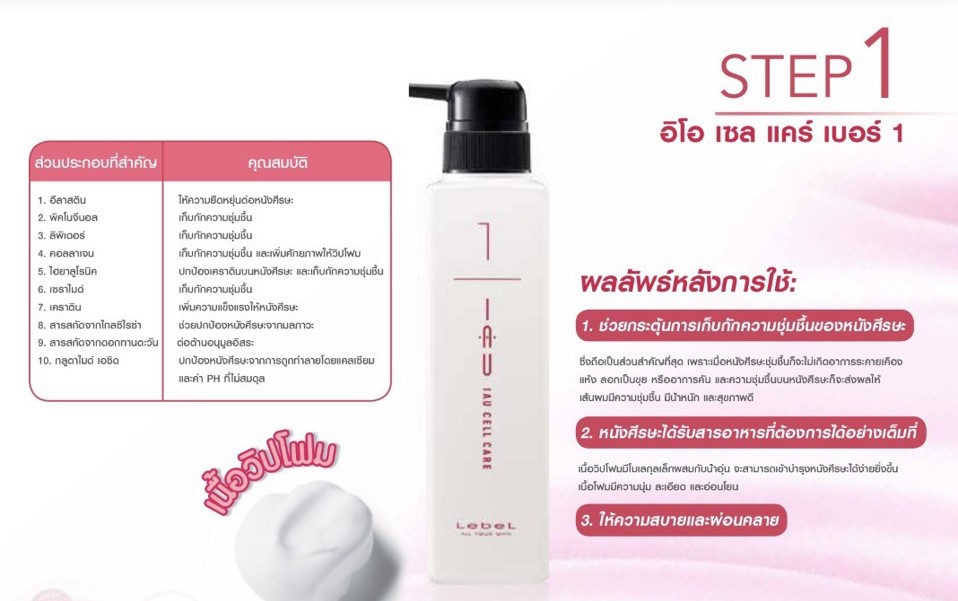 STEP 1
อิโอ เซล แคร์ เบอร์ 1
ส่วนประกอบที่สำคัญ คุณสมบัติ
1. อีลาสติน ให้ความยืดหยุ่นต่อหนังศีรษะ
2. พิคโนจีนอล เก็บกักความชุ่มชื้น
3. ลิพิเดอร์ เก็บกักความชุ่มชื้น
4. คอลลาเจน เก็บกักความชุ่มชื้น และเพิ่มศักยภาพให้วิปโฟม
5. ไฮยาลูโรนิค ปกป้องเคราตินบนหนังศีรษะ และเก็บกักความชุ่มชื้น
6. เซราไมด์ เก็บกักความชุ่มชื้น
7. เคราติน เพิ่มความแข็งแรงให้หนังศีรษะ
8. สารสกัดจากไกลซิไรซ่า ช่วยปกป้องหนังศีรษะจากมลภาวะ
9. สารสกัดจากดอกทานตะวัน ต่อต้านอนุมูลอิสระ
10. กลูตาไมด์ เอซิด ปกป้องหนังศีรษะจากการถูกทำลายโดยแคลเซียม
และค่า PH ที่ไม่สมดุล
เนื้อวิปโฟม
1
IAU
IAU CELL CARE
LebeL
ALL YOUR OWN
ผลลัพธ์หลังการใช้:
1. ช่วยกระตุ้นการเก็บกักความชุ่มชื้นของหนังศีรษะ
ซึ่งถือเป็นส่วนสำคัญที่สุด เพราะเมื่อหนังศีรษะชุ่มชื้นก็จะไม่เกิดอาการระคายเคือง
แห้ง ลอกเป็นขุย หรืออาการคัน และความชุ่มชื้นบนหนังศีรษะก็จะส่งผลให้
เส้นผมมีความชุ่มชื้น มีน้ำหนัก และสุขภาพดี
2. หนังศีรษะได้รับสารอาหารที่ต้องการได้อย่างเต็มที่
เนื้อวิปโฟมมีโมเลกุลเล็กผสมกับน้ำอุ่น จะสามารถเข้าบำรุงหนังศีรษะได้ง่ายยิ่งขึ้น
เนื้อโฟมมีความนุ่ม ละเอียด และอ่อนโยน
3. ให้ความสบายและผ่อนคลาย